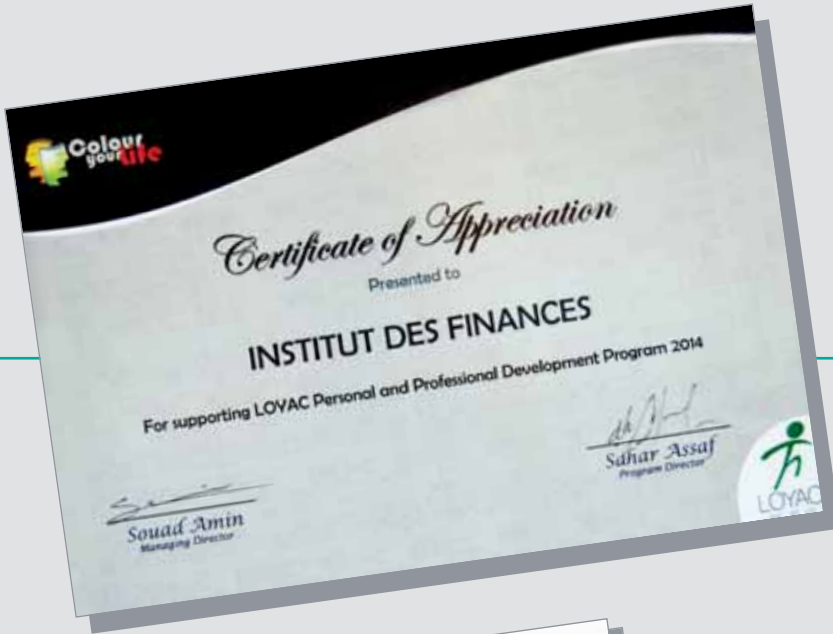 Colour
your life
Certificate of Appreciation
Presented to
INSTITUT DES FINANCES
For supporting LOYAC Personal and Professional Development Program 2014
Souad Amin
Managing Director
Sahar Assaf
Program Director
LOYAC